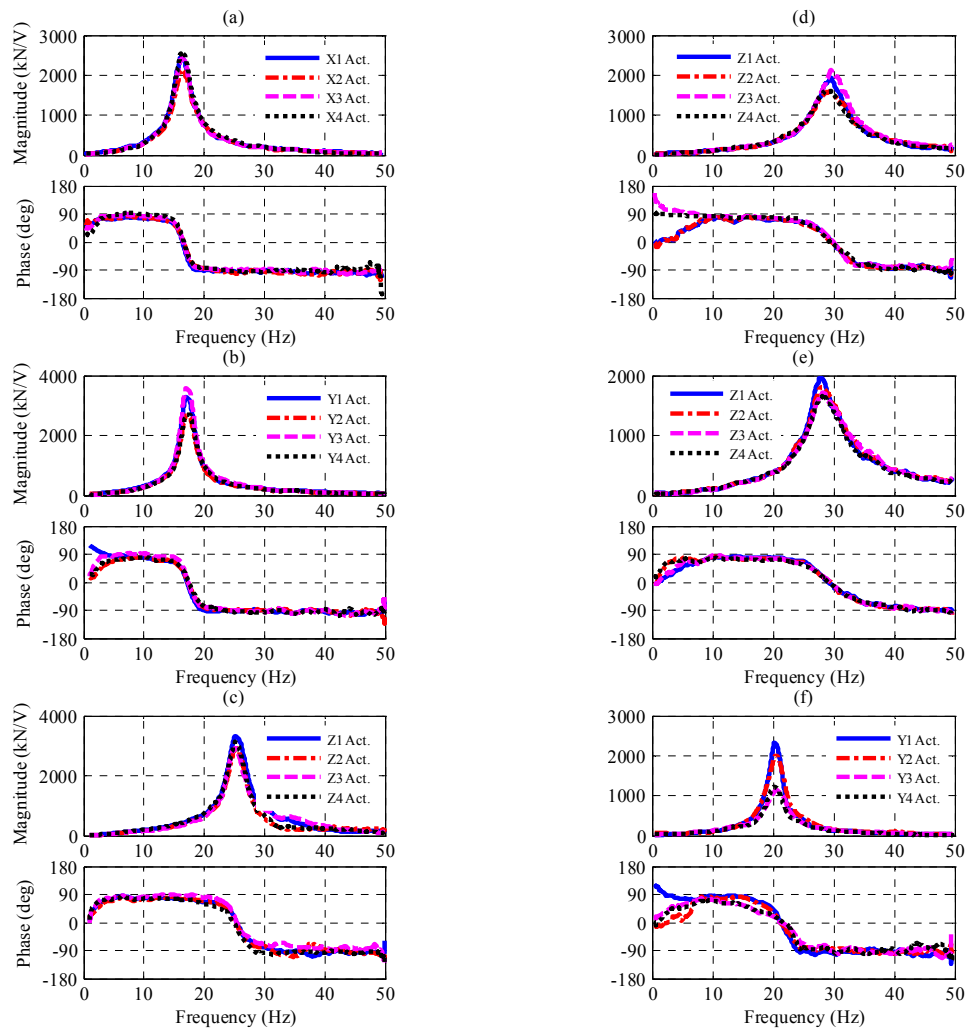 (a)
Magnitude (kN/V)
3000
2000
1000
0
0 10 20 30 40 50
X1 Act.
X2 Act.
X3 Act.
X4 Act.
Phase (deg)
180
90
0
-90
-180
0 10 20 30 40 50
Frequency (Hz)
(b)
Magnitude (kN/V)
4000
2000
0
0 10 20 30 40 50
Y1 Act.
Y2 Act.
Y3 Act.
Y4 Act.
Phase (deg)
180
90
0
-90
-180
0 10 20 30 40 50
Frequency (Hz)
(c)
Magnitude (kN/V)
4000
2000
0
0 10 20 30 40 50
Z1 Act.
Z2 Act.
Z3 Act.
Z4 Act.
Phase (deg)
180
90
0
-90
-180
0 10 20 30 40 50
Frequency (Hz)
(d)
Magnitude (kN/V)
3000
2000
1000
0
0 10 20 30 40 50
Z1 Act.
Z2 Act.
Z3 Act.
Z4 Act.
Phase (deg)
180
90
0
-90
-180
0 10 20 30 40 50
Frequency (Hz)
(e)
2000
1000
0
0 10 20 30 40 50
Z1 Act.
Z2 Act.
Z3 Act.
Z4 Act.
Phase (deg)
180
90
0
-90
-180
0 10 20 30 40 50
Frequency (Hz)
(f)
Magnitude (kN/V)
3000
2000
1000
0
0 10 20 30 40 50
Y1 Act.
Y2 Act.
Y3 Act.
Y4 Act.
Phase (deg)
180
90
0
-90
-180
0 10 20 30 40 50
Frequency (Hz)